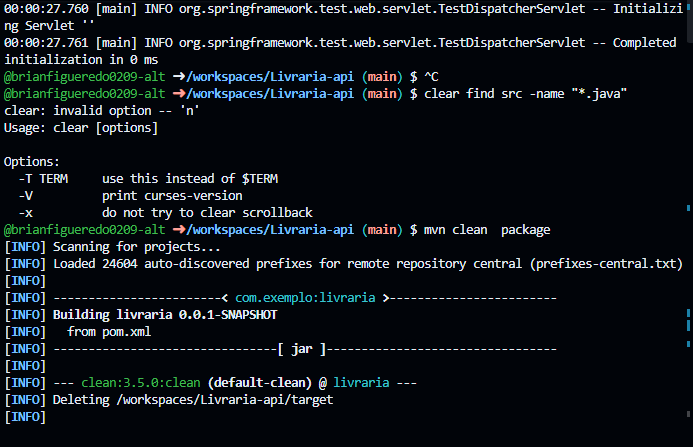 00:00:27.760 [main] INFO org.springframework.test.web.servlet.TestDispatcherServlet -- Initializi
ng Servlet ''
00:00:27.761 [main] INFO org.springframework.test.web.servlet.TestDispatcherServlet -- Completed
initialization in 0 ms
@brianfigueredo0209-alt ➜/workspaces/Livraria-api (main) $ ^C
@brianfigueredo0209-alt ➜/workspaces/Livraria-api (main) $ clear find src -name "*.java"
clear: invalid option -- 'n'
Usage: clear [options]
Options:
-T TERM     use this instead of $TERM
-V          print curses-version
-x          do not try to clear scrollback
@brianfigueredo0209-alt ➜/workspaces/Livraria-api (main) $ mvn clean  package
[INFO] Scanning for projects...
[INFO] Loaded 24604 auto-discovered prefixes for remote repository central (prefixes-central.txt)
[INFO]
[INFO] ------------------------< com.exemplo:livraria >------------------------
[INFO] Building livraria 0.0.1-SNAPSHOT
[INFO]   from pom.xml
[INFO] --------------------------------[ jar ]---------------------------------
[INFO]
[INFO] --- clean:3.5.0:clean (default-clean) @ livraria ---
[INFO] Deleting /workspaces/Livraria-api/target
[INFO]